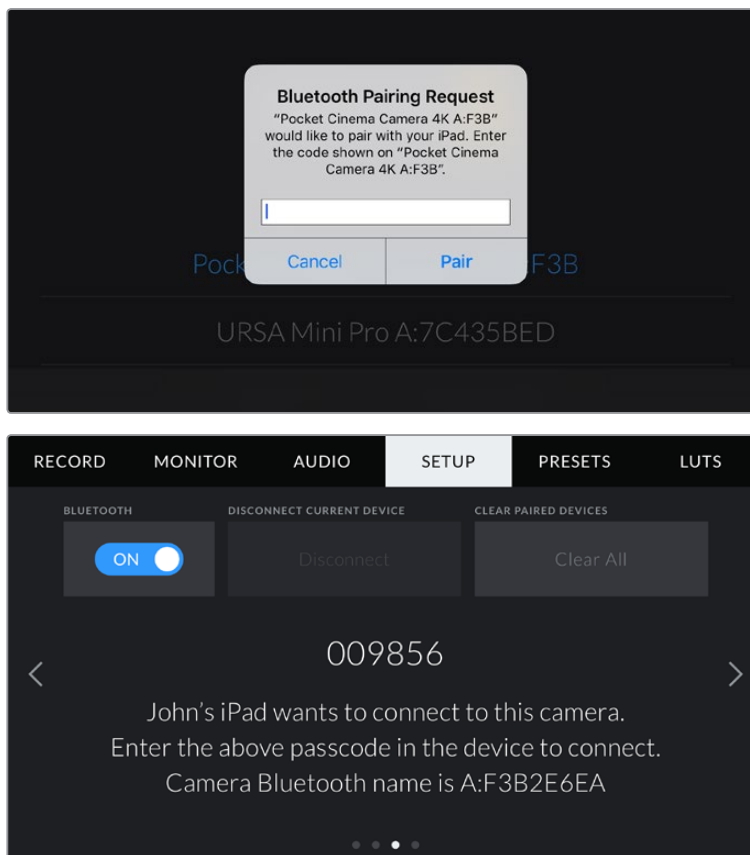 Bluetooth Pairing Request
“Pocket Cinema Camera 4K A:F3B”
would like to pair with your iPad. Enter
the code shown on “Pocket Cinema
Camera 4K A:F3B”.
Cancel
Pair
Pock :F3B
URSA Mini Pro A:7C435BED
RECORD MONITOR AUDIO SETUP PRESETS LUTS
BLUETOOTH DISCONNECT CURRENT DEVICE CLEAR PAIRED DEVICES
ON Disconnect Clear All
009856
John’s iPad wants to connect to this camera.
Enter the above passcode in the device to connect.
Camera Bluetooth name is A:F3B2E6EA